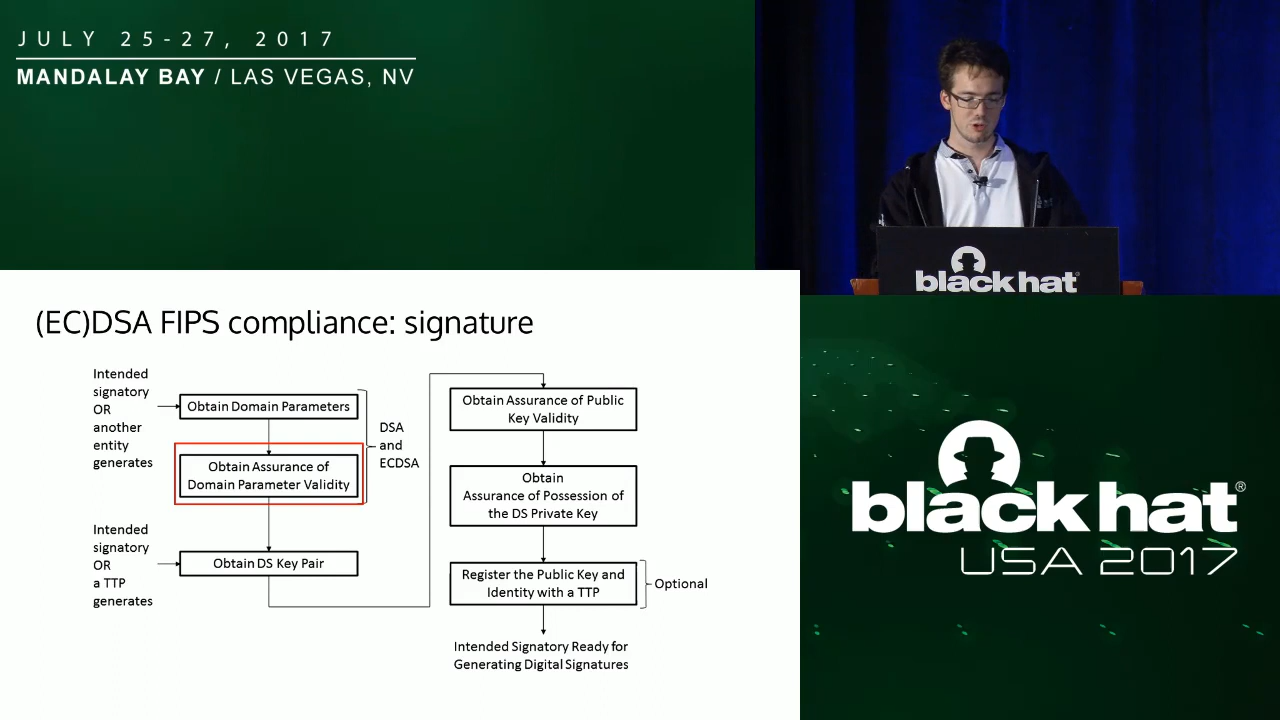 JULY 25-27, 2017
MANDALAY BAY / LAS VEGAS, NV
black hat
(EC)DSA FIPS compliance: signature
Intended
signatory
OR
another
entity
generates
Obtain Domain Parameters
Obtain Assurance of
Domain Parameter Validity
DSA
and
ECDSA
Intended
signatory
OR
a TTP
generates
Obtain DS Key Pair
Obtain Assurance of Public
Key Validity
Obtain
Assurance of Possession of
the DS Private Key
Register the Public Key and
Identity with a TTP
Optional
Intended Signatory Ready for
Generating Digital Signatures
black hat®
USA 2017